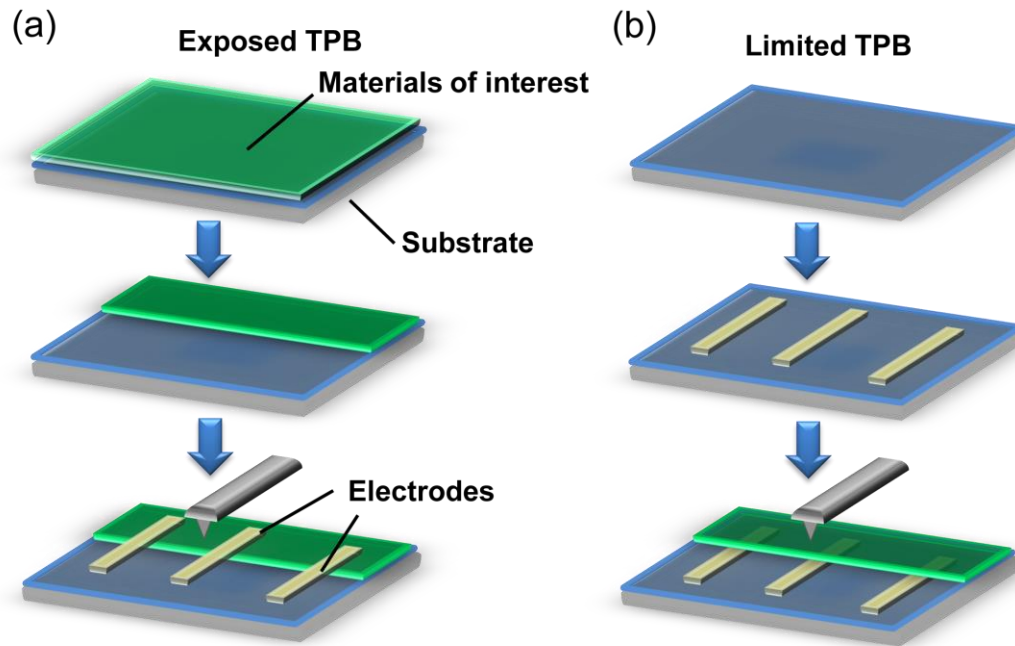 (a)
Exposed TPB
Materials of interest
Substrate
Electrodes
(b)
Limited TPB